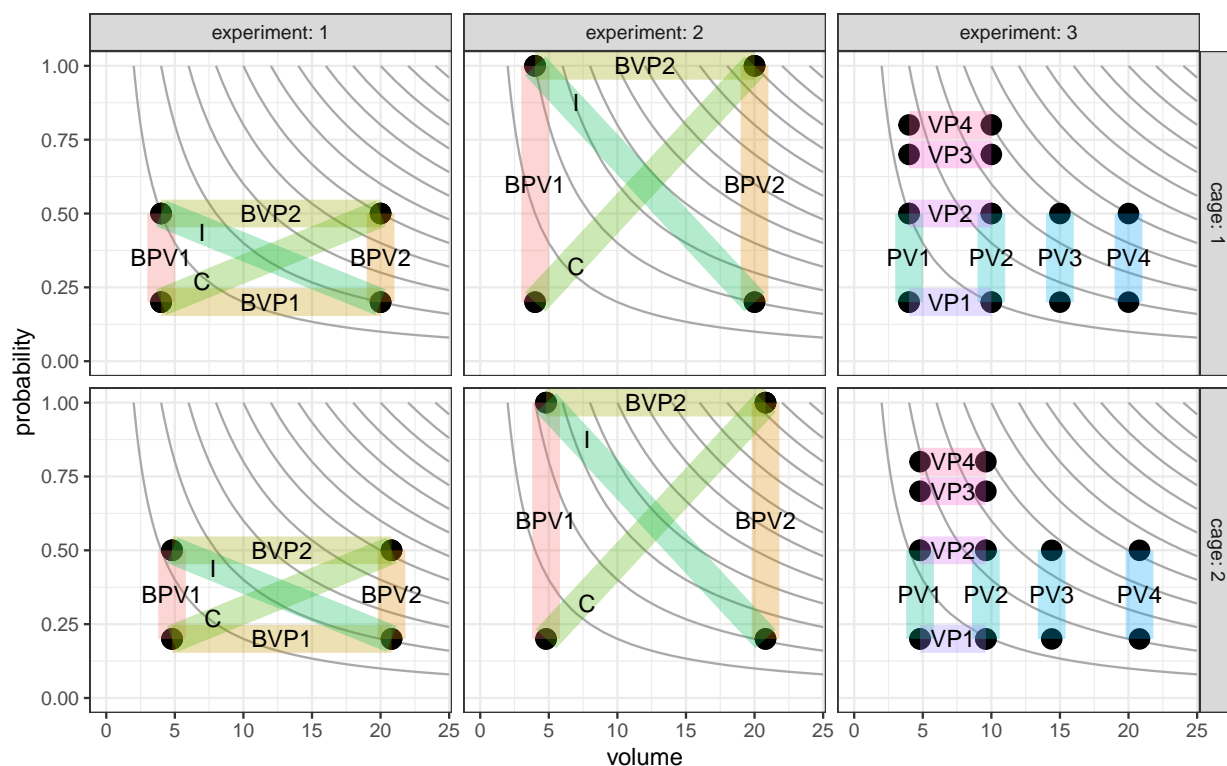 experiment: 1
experiment: 2
experiment: 3
1.00
0.75
0.50
0.25
0.00
BVP2
I
BPV1
BPV2
C
BVP1
BVP2
I
BPV1
BPV2
C
VP4
VP3
VP2
PV1
PV2
PV3
PV4
VP1
cage: 1
probability
1.00
0.75
0.50
0.25
0.00
BVP2
I
BPV1
BPV2
C
BVP1
BVP2
I
BPV1
BPV2
C
VP4
VP3
VP2
PV1
PV2
PV3
PV4
VP1
cage: 2
0 5 10 15 20 25
0 5 10 15 20 25
0 5 10 15 20 25
volume